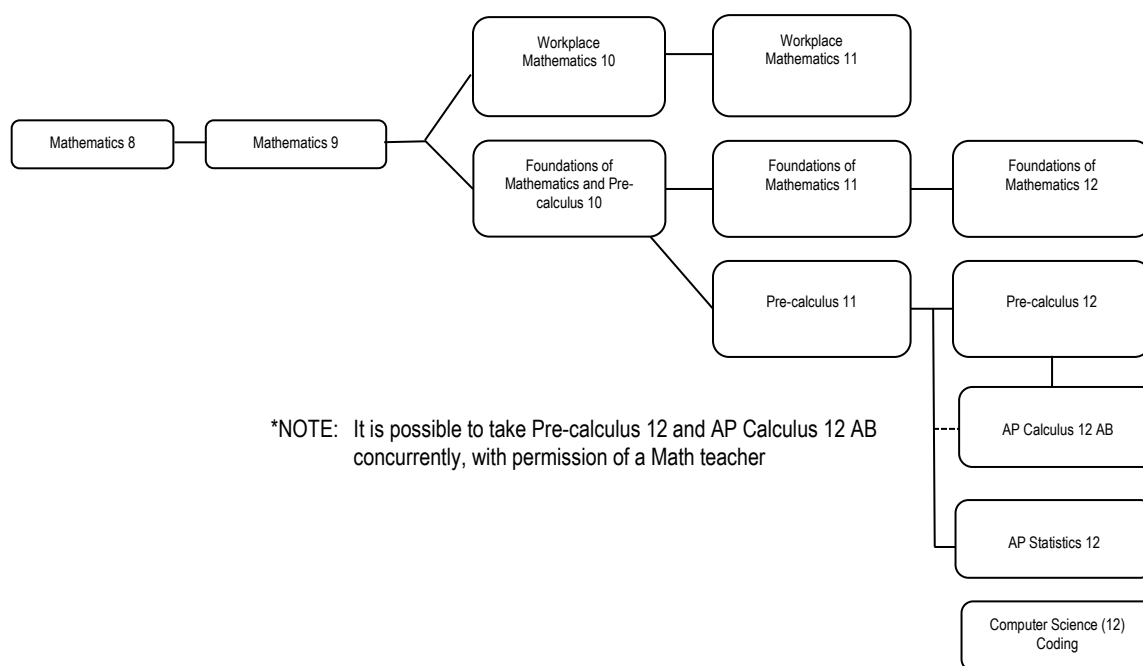 Workplace
Mathematics 10
Workplace
Mathematics 11
Mathematics 8
Mathematics 9
Foundations of
Mathematics and Pre-
calculus 10
Foundations of
Mathematics 11
Foundations of
Mathematics 12
Pre-calculus 11
Pre-calculus 12
*NOTE: It is possible to take Pre-calculus 12 and AP Calculus 12 AB
concurrently, with permission of a Math teacher
AP Calculus 12 AB
AP Statistics 12
Computer Science (12)
Coding